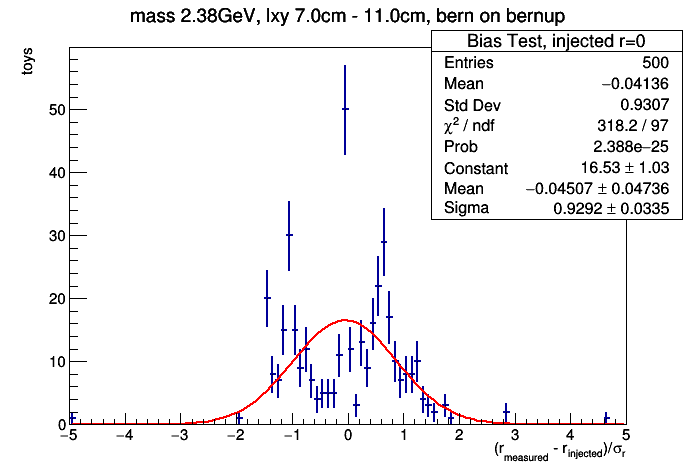 mass 2.38GeV, lxy 7.0cm - 11.0cm, bern on bernup
Bias Test, injected r=0
Entries 500
Mean −0.04136
Std Dev 0.9307
χ² / ndf 318.2 / 97
Prob 2.388e−25
Constant 16.53 ± 1.03
Mean −0.04507 ± 0.04736
Sigma 0.9292 ± 0.0335
toys
50
40
30
20
10
0
−5 −4 −3 −2 −1 0 1 2 3 4 5
(r_measured - r_injected)/σ_r